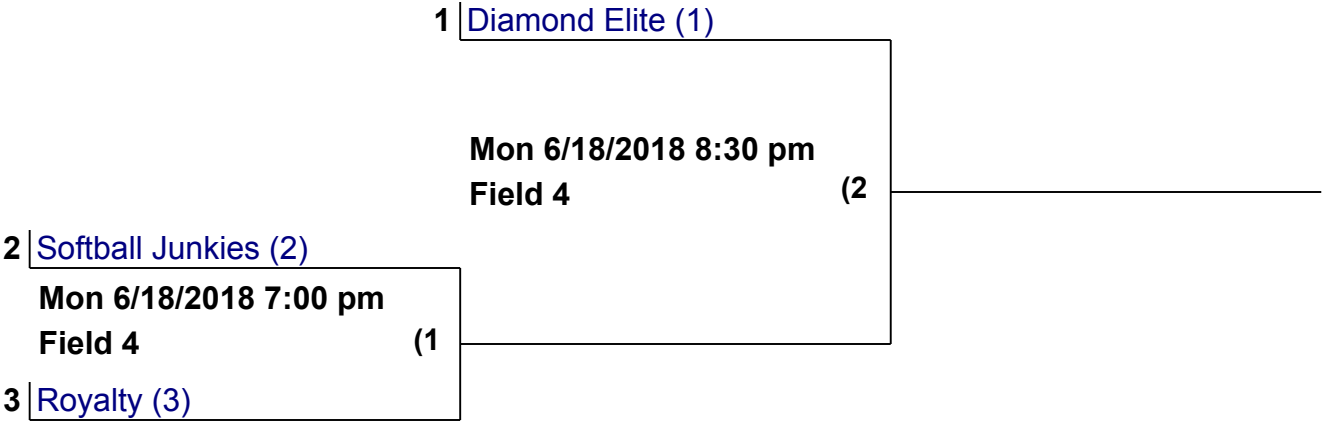 1 Diamond Elite (1)
Mon 6/18/2018 8:30 pm
Field 4 (2
2 Softball Junkies (2)
Mon 6/18/2018 7:00 pm
Field 4 (1
3 Royalty (3)